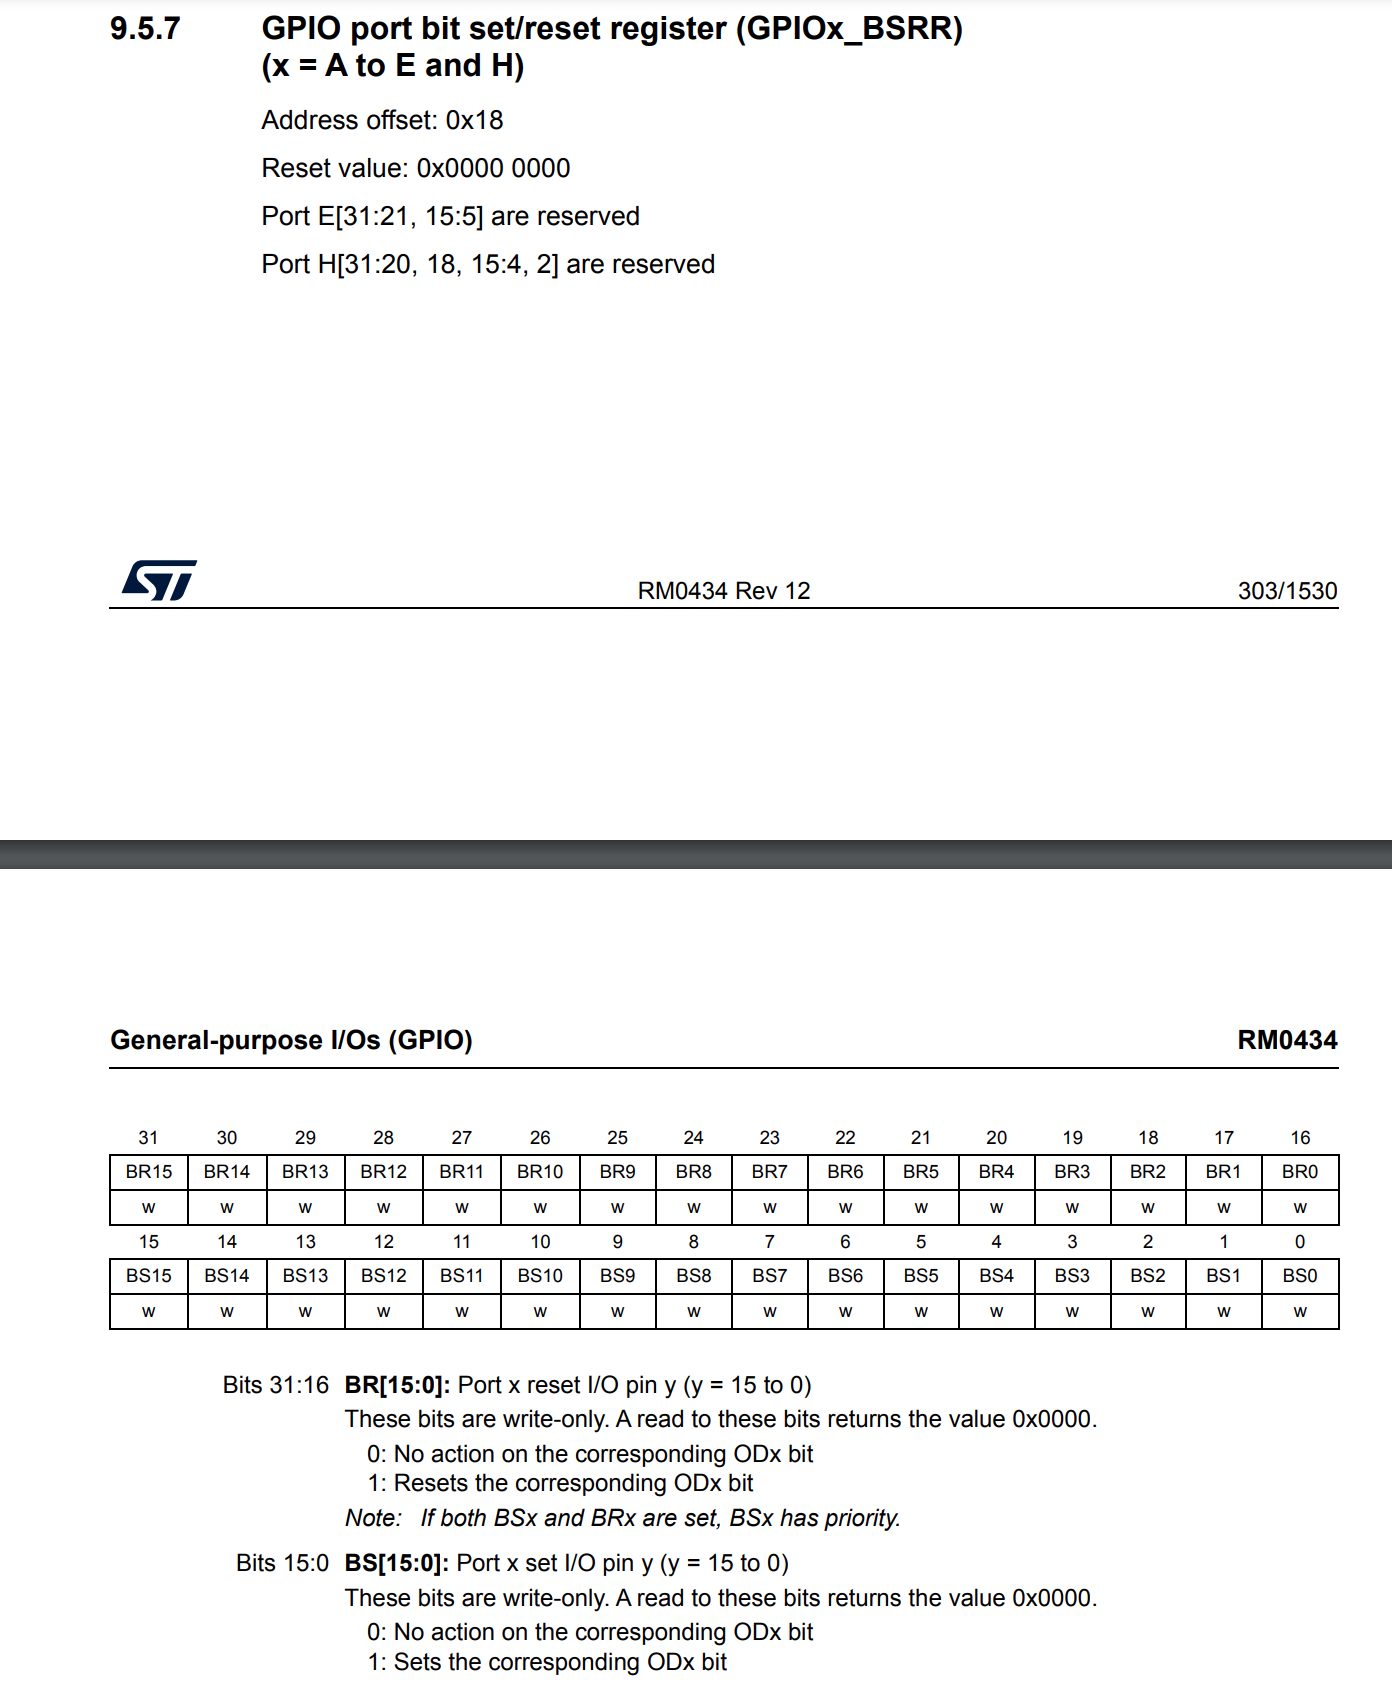 9.5.7 GPIO port bit set/reset register (GPIOx_BSRR)
(x = A to E and H)
Address offset: 0x18
Reset value: 0x0000 0000
Port E[31:21, 15:5] are reserved
Port H[31:20, 18, 15:4, 2] are reserved
ST
RM0434 Rev 12 303/1530
General-purpose I/Os (GPIO) RM0434
31 30 29 28 27 26 25 24 23 22 21 20 19 18 17 16
BR15 BR14 BR13 BR12 BR11 BR10 BR9 BR8 BR7 BR6 BR5 BR4 BR3 BR2 BR1 BR0
w w w w w w w w w w w w w w w w
15 14 13 12 11 10 9 8 7 6 5 4 3 2 1 0
BS15 BS14 BS13 BS12 BS11 BS10 BS9 BS8 BS7 BS6 BS5 BS4 BS3 BS2 BS1 BS0
w w w w w w w w w w w w w w w w
Bits 31:16 BR[15:0]: Port x reset I/O pin y (y = 15 to 0)
These bits are write-only. A read to these bits returns the value 0x0000.
0: No action on the corresponding ODx bit
1: Resets the corresponding ODx bit
Note: If both BSx and BRx are set, BSx has priority.
Bits 15:0 BS[15:0]: Port x set I/O pin y (y = 15 to 0)
These bits are write-only. A read to these bits returns the value 0x0000.
0: No action on the corresponding ODx bit
1: Sets the corresponding ODx bit